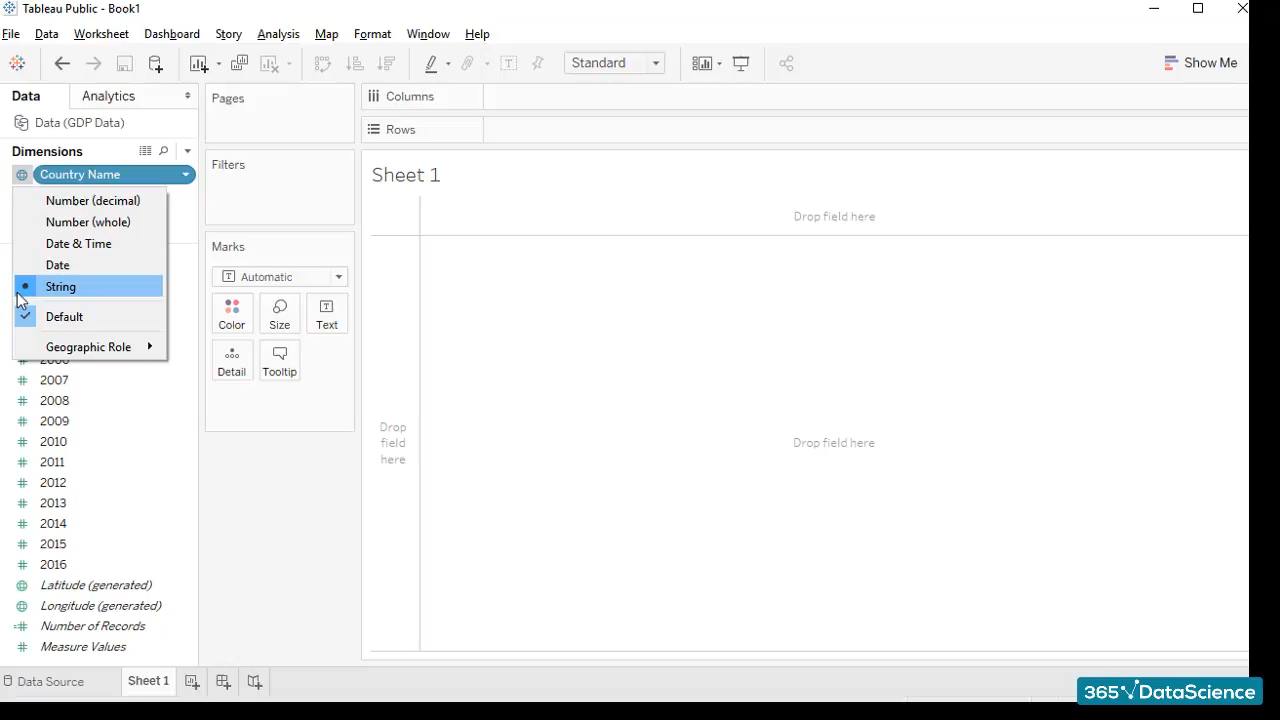 Tableau Public - Book1
File Data Worksheet Dashboard Story Analysis Map Format Window Help
Standard
Show Me
Data Analytics
Data (GDP Data)
Dimensions
Country Name
Number (decimal)
Number (whole)
Date & Time
Date
String
Default
Geographic Role
2007
2008
2009
2010
2011
2012
2013
2014
2015
2016
Latitude (generated)
Longitude (generated)
Number of Records
Measure Values
Pages
Filters
Marks
Automatic
Color Size Text
Detail Tooltip
Columns
Rows
Sheet 1
Drop field here
Drop
field
here
Drop field here
Data Source Sheet 1
365 DataScience